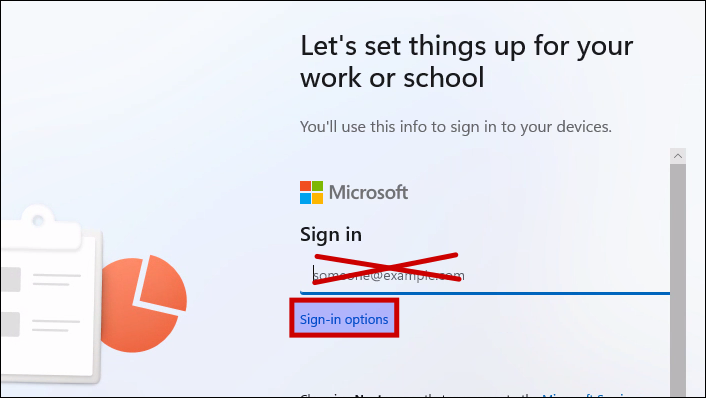 Let's set things up for your
work or school
You'll use this info to sign in to your devices.
Microsoft
Sign in
someone@example.com
Sign-in options